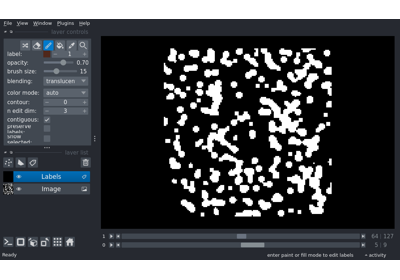 File View Window Plugins Help
layer controls
label: 1
opacity: 0.70
brush size: 15
blending: translucen
color mode: auto
contour: 0
n edit dim: 3
contiguous:
preserve
labels:
show
selected:
layer list
Labels
Image
1 64 127
0 5 9
Ready enter paint or fill mode to edit labels activity